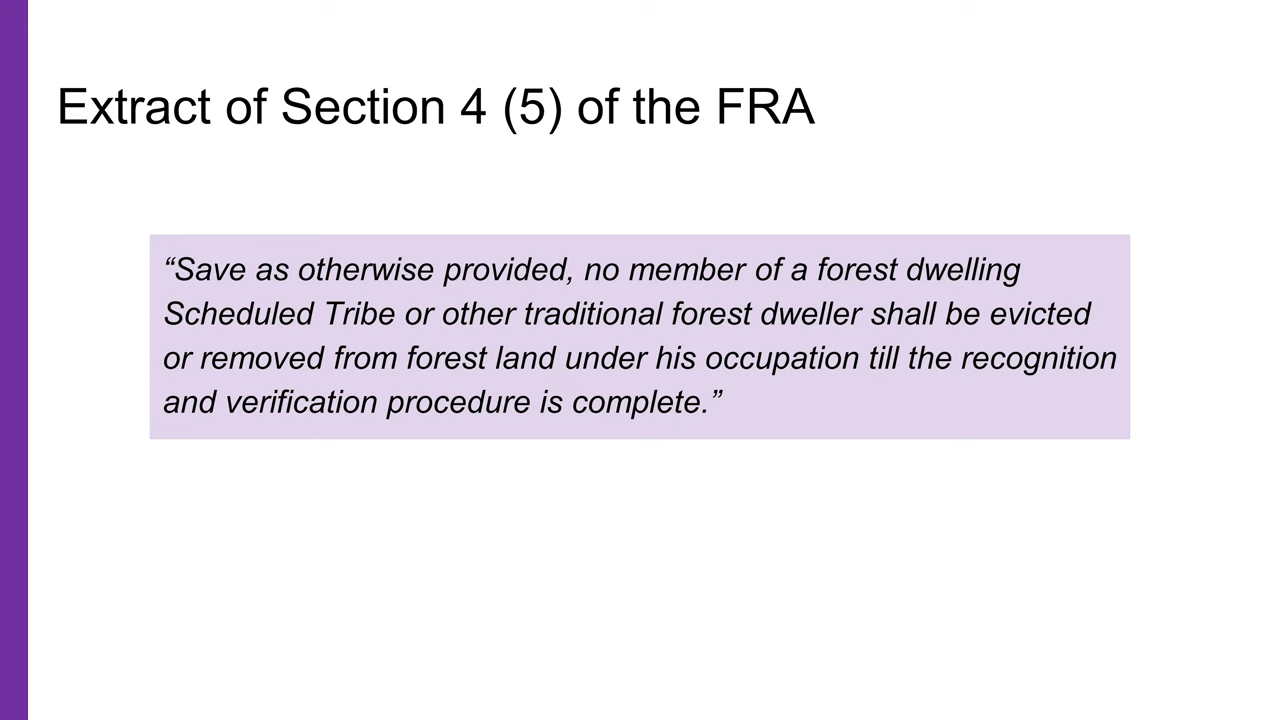 Extract of Section 4 (5) of the FRA
“Save as otherwise provided, no member of a forest dwelling
Scheduled Tribe or other traditional forest dweller shall be evicted
or removed from forest land under his occupation till the recognition
and verification procedure is complete.”